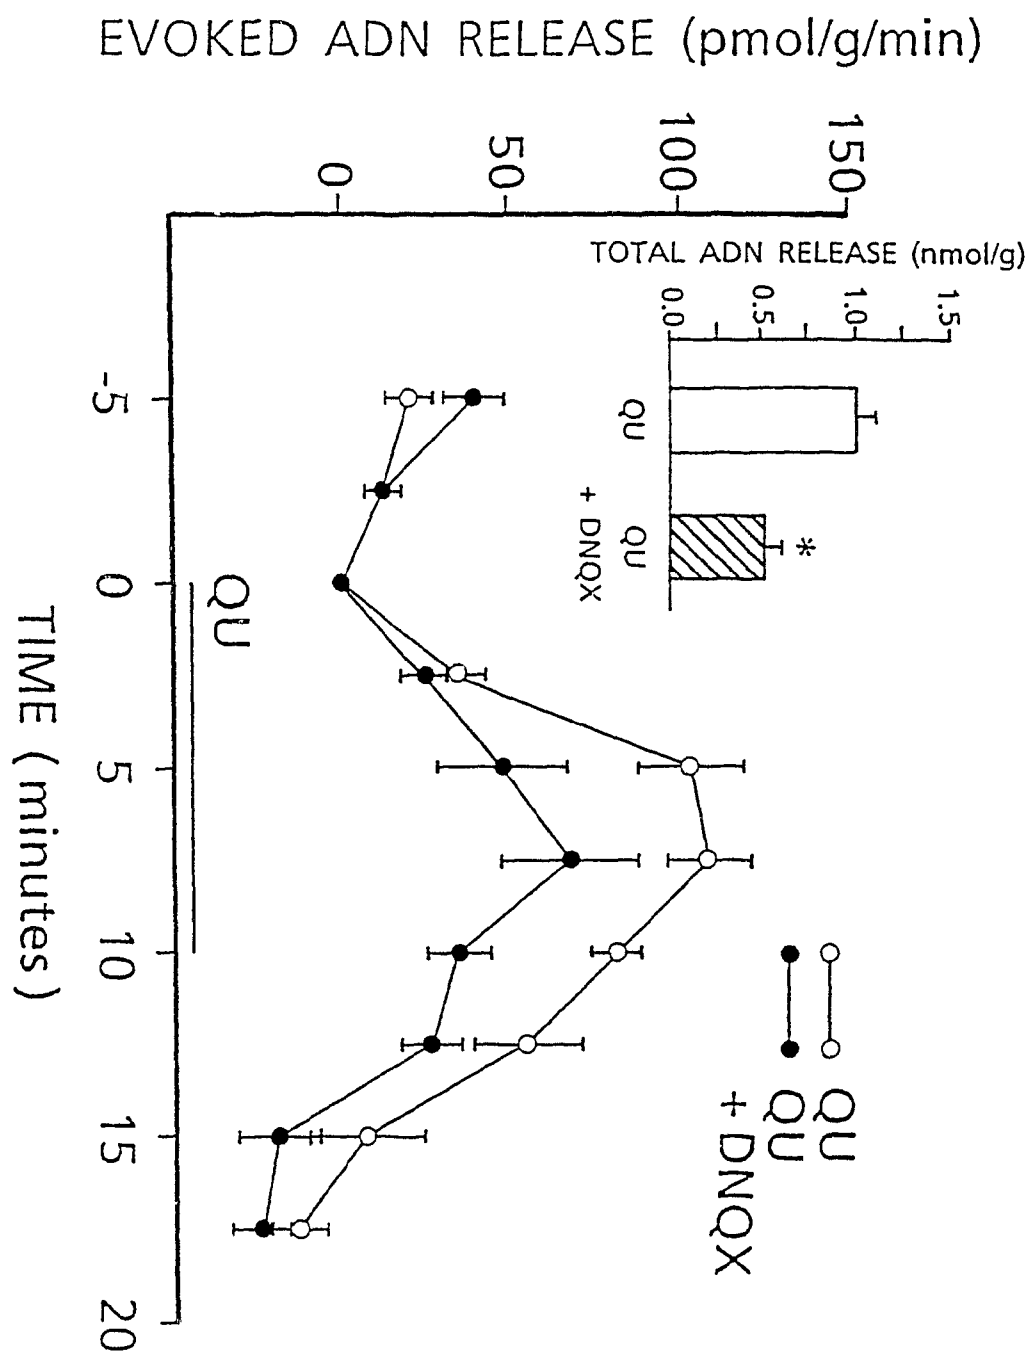 EVOKED ADN RELEASE (pmol/g/min)
150
100
50
0
TOTAL ADN RELEASE (nmol/g)
1.5
1.0
0.5
0.0
QU
QU
+ DNQX
*
QU
QU
+ DNQX
QU
-5
0
5
10
15
20
TIME (minutes)